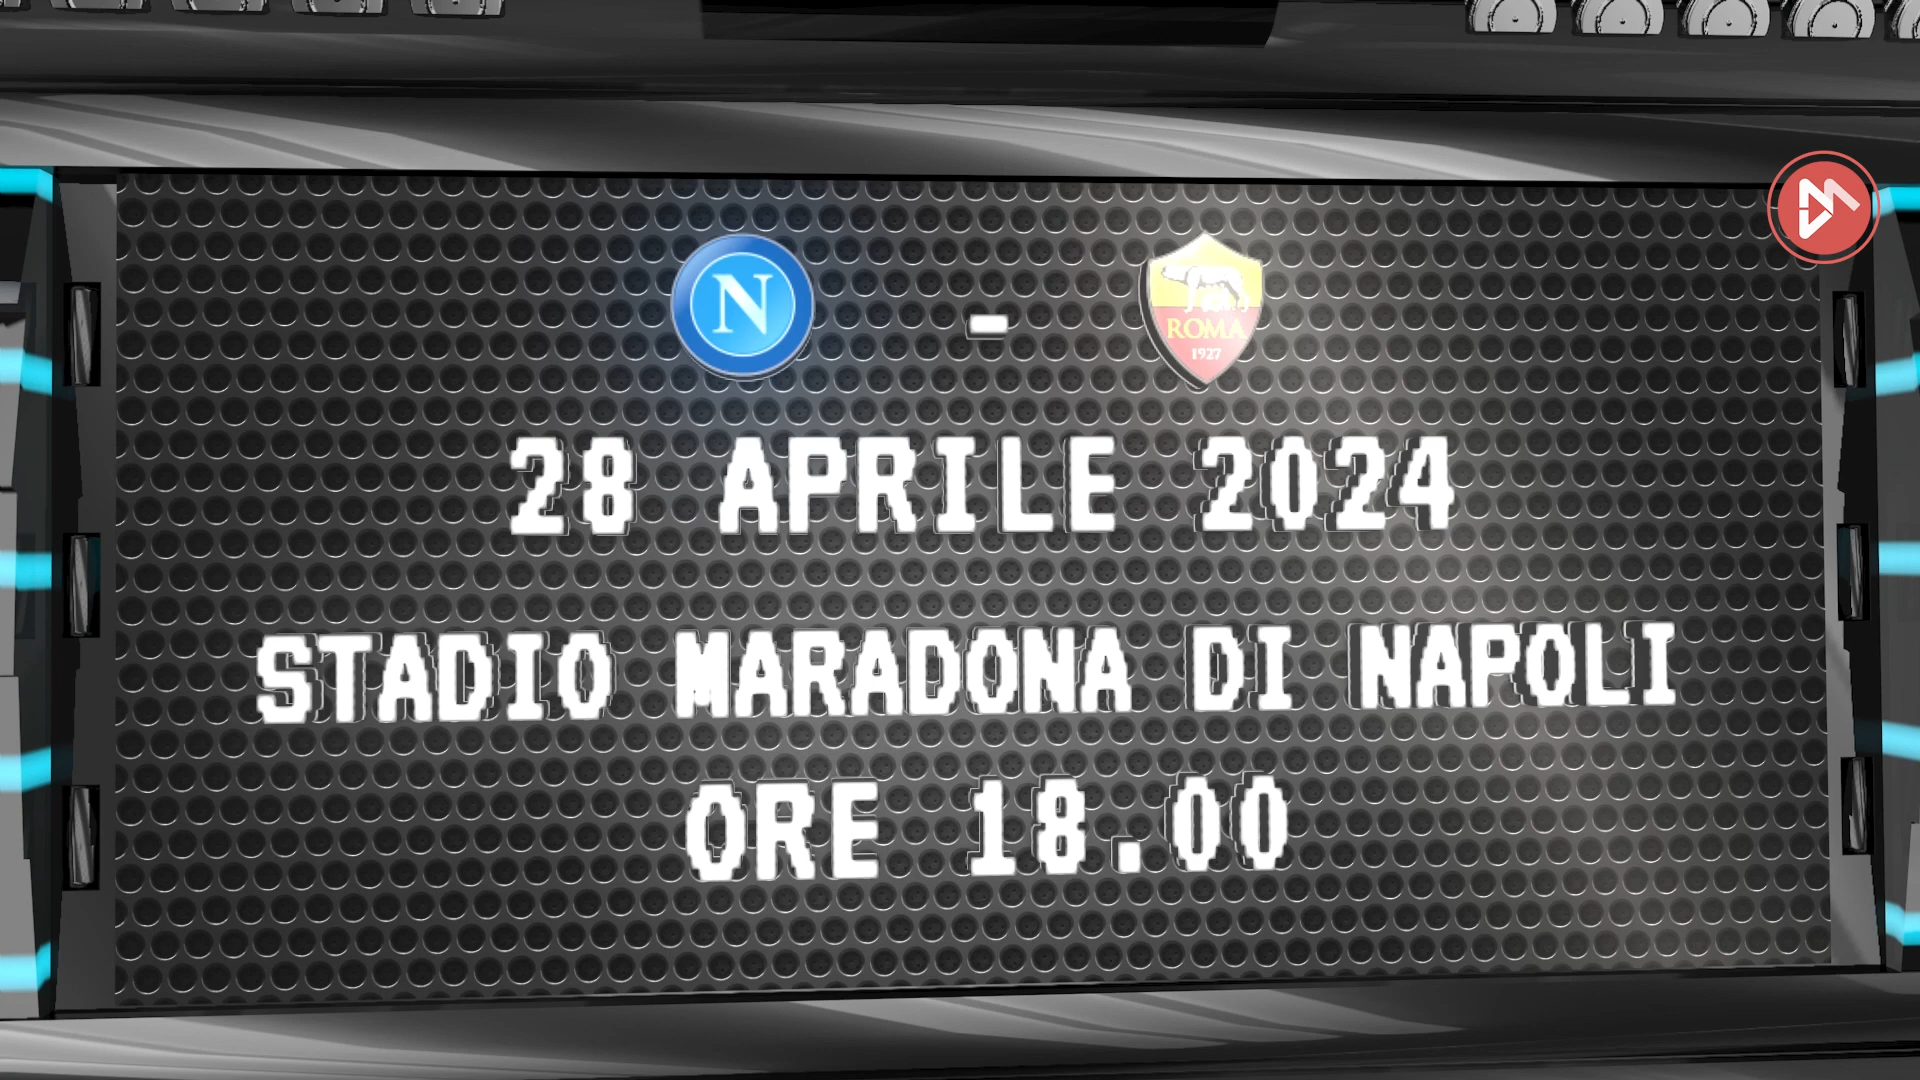 N - ROMA
1927
28 APRILE 2024
STADIO MARADONA DI NAPOLI
ORE 18.00